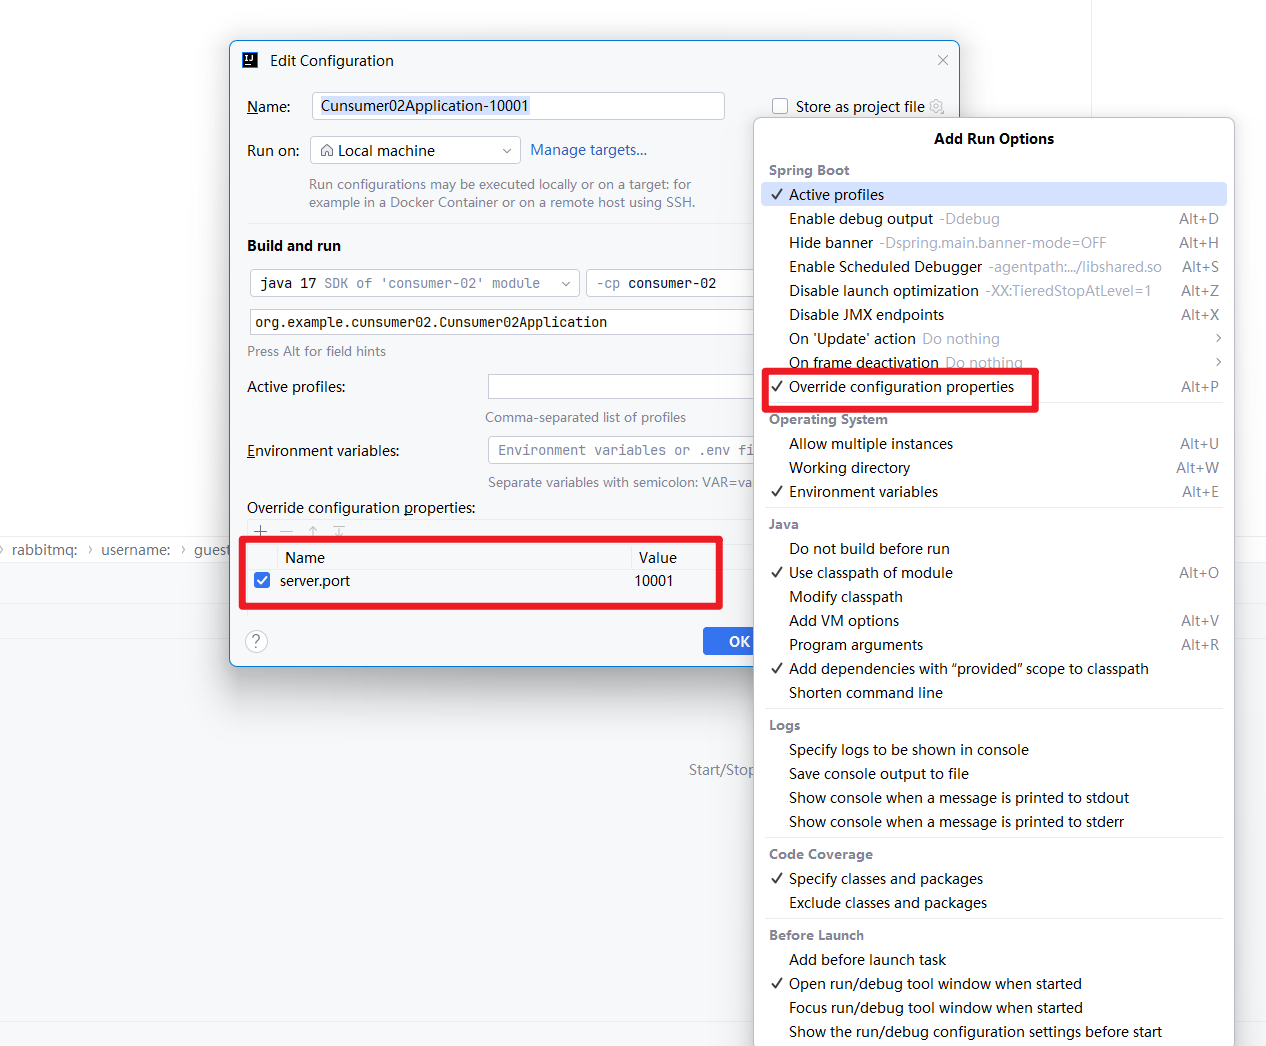 Edit Configuration
Name:
Cunsumer02Application-10001
Store as project file
Run on:
Local machine
Manage targets...
Run configurations may be executed locally or on a target: for
example in a Docker Container or on a remote host using SSH.
Build and run
java 17 SDK of 'consumer-02' module
-cp consumer-02
org.example.cunsumer02.Cunsumer02Application
Press Alt for field hints
Active profiles:
Comma-separated list of profiles
Environment variables:
Environment variables or .env fi
Separate variables with semicolon: VAR=va
Override configuration properties:
Name Value
server.port 10001
?
OK
rabbitmq: username: guest
Start/Stop
Add Run Options
Spring Boot
Active profiles
Enable debug output -Ddebug Alt+D
Hide banner -Dspring.main.banner-mode=OFF Alt+H
Enable Scheduled Debugger -agentpath:.../libshared.so Alt+S
Disable launch optimization -XX:TieredStopAtLevel=1 Alt+Z
Disable JMX endpoints Alt+X
On 'Update' action Do nothing
On frame deactivation Do nothing
Override configuration properties Alt+P
Operating System
Allow multiple instances Alt+U
Working directory Alt+W
Environment variables Alt+E
Java
Do not build before run
Use classpath of module Alt+O
Modify classpath
Add VM options Alt+V
Program arguments Alt+R
Add dependencies with “provided” scope to classpath
Shorten command line
Logs
Specify logs to be shown in console
Save console output to file
Show console when a message is printed to stdout
Show console when a message is printed to stderr
Code Coverage
Specify classes and packages
Exclude classes and packages
Before Launch
Add before launch task
Open run/debug tool window when started
Focus run/debug tool window when started
Show the run/debug configuration settings before start